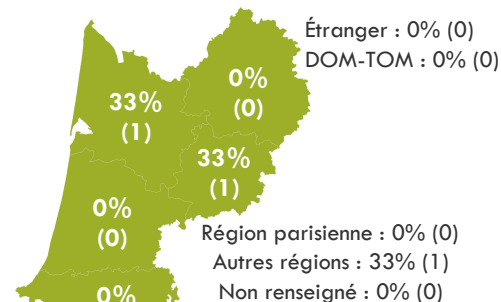 Étranger : 0% (0)
DOM-TOM : 0% (0)
0%
(0)
33%
(1)
33%
(1)
0%
(0)
Région parisienne : 0% (0)
Autres régions : 33% (1)
Non renseigné : 0% (0)
0%